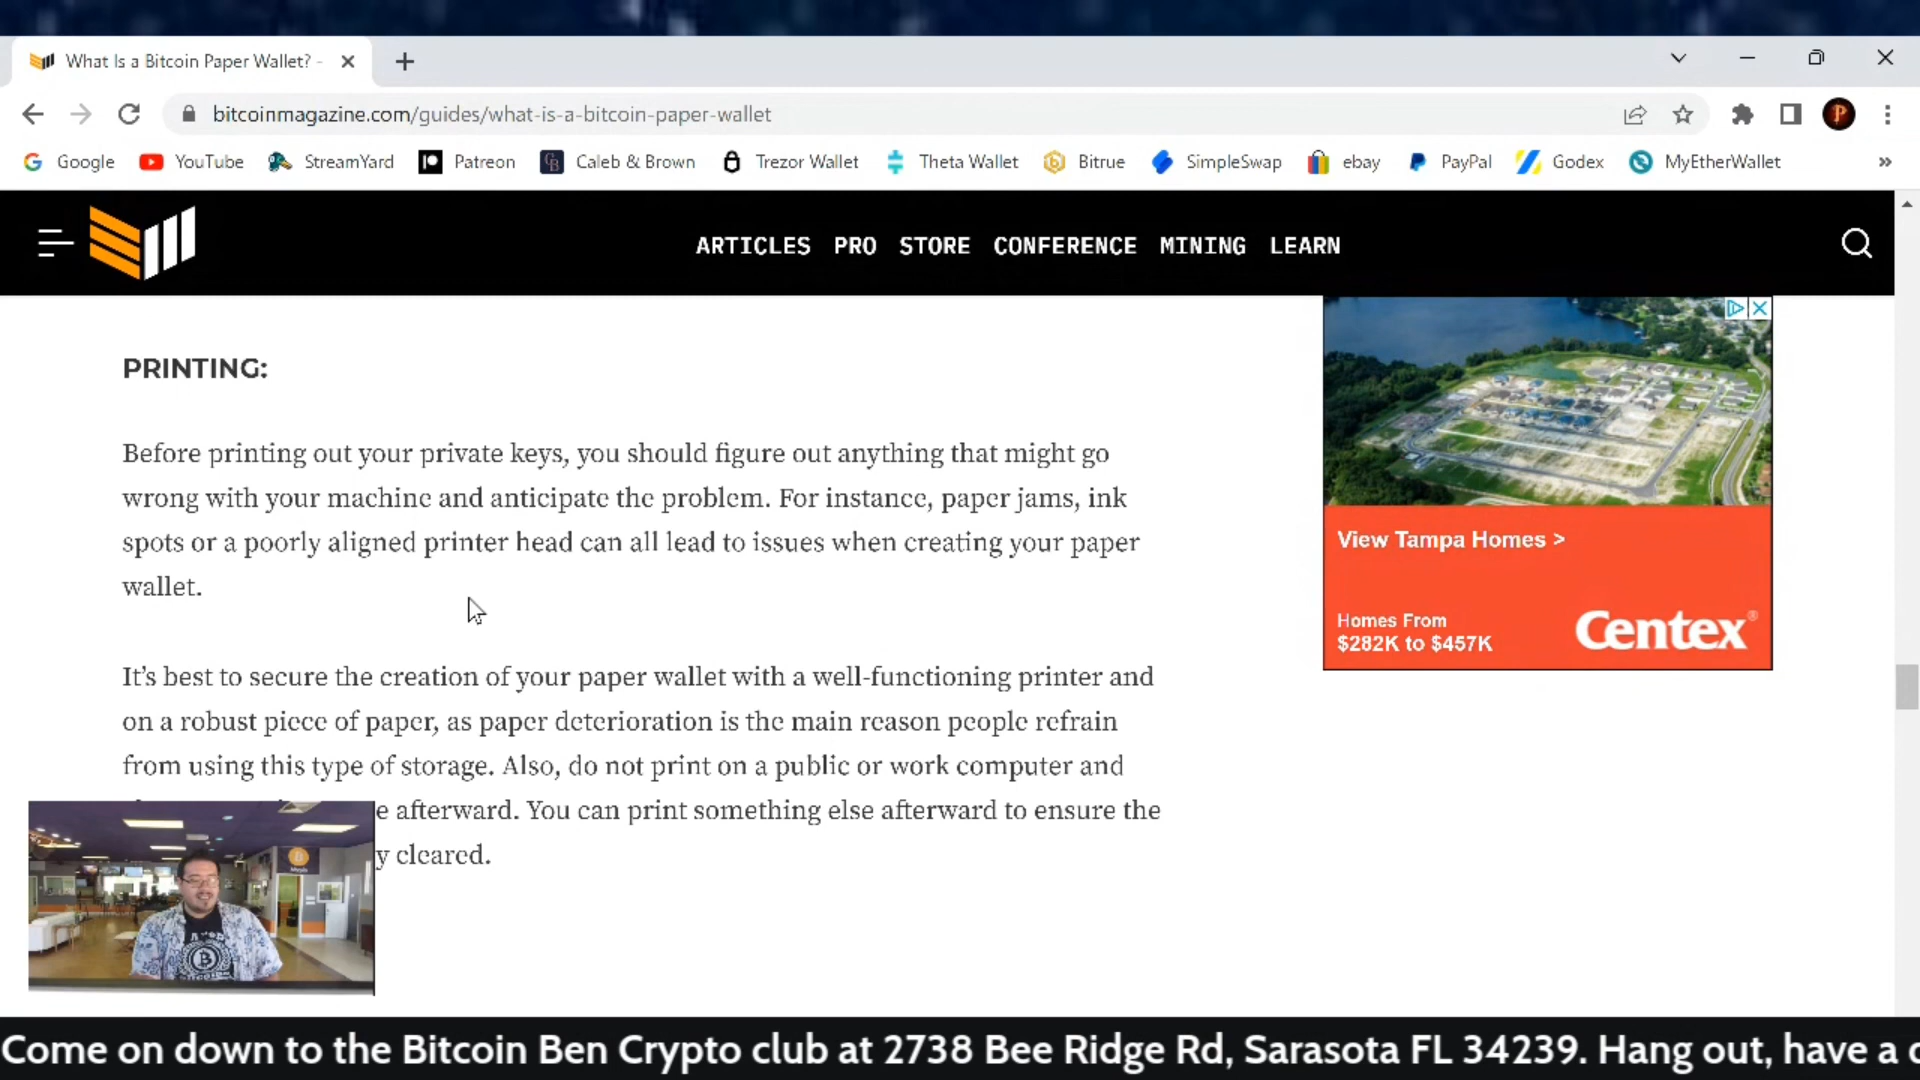 What Is a Bitcoin Paper Wallet? -
bitcoinmagazine.com/guides/what-is-a-bitcoin-paper-wallet
Google YouTube StreamYard Patreon Caleb & Brown Trezor Wallet Theta Wallet Bitrue SimpleSwap ebay PayPal Godex MyEtherWallet »
ARTICLES PRO STORE CONFERENCE MINING LEARN
PRINTING:
Before printing out your private keys, you should figure out anything that might go
wrong with your machine and anticipate the problem. For instance, paper jams, ink
spots or a poorly aligned printer head can all lead to issues when creating your paper
wallet.
It’s best to secure the creation of your paper wallet with a well-functioning printer and
on a robust piece of paper, as paper deterioration is the main reason people refrain
from using this type of storage. Also, do not print on a public or work computer and
e afterward. You can print something else afterward to ensure the
y cleared.
View Tampa Homes >
Homes From
$282K to $457K
Centex®
Come on down to the Bitcoin Ben Crypto club at 2738 Bee Ridge Rd, Sarasota FL 34239. Hang out, have a